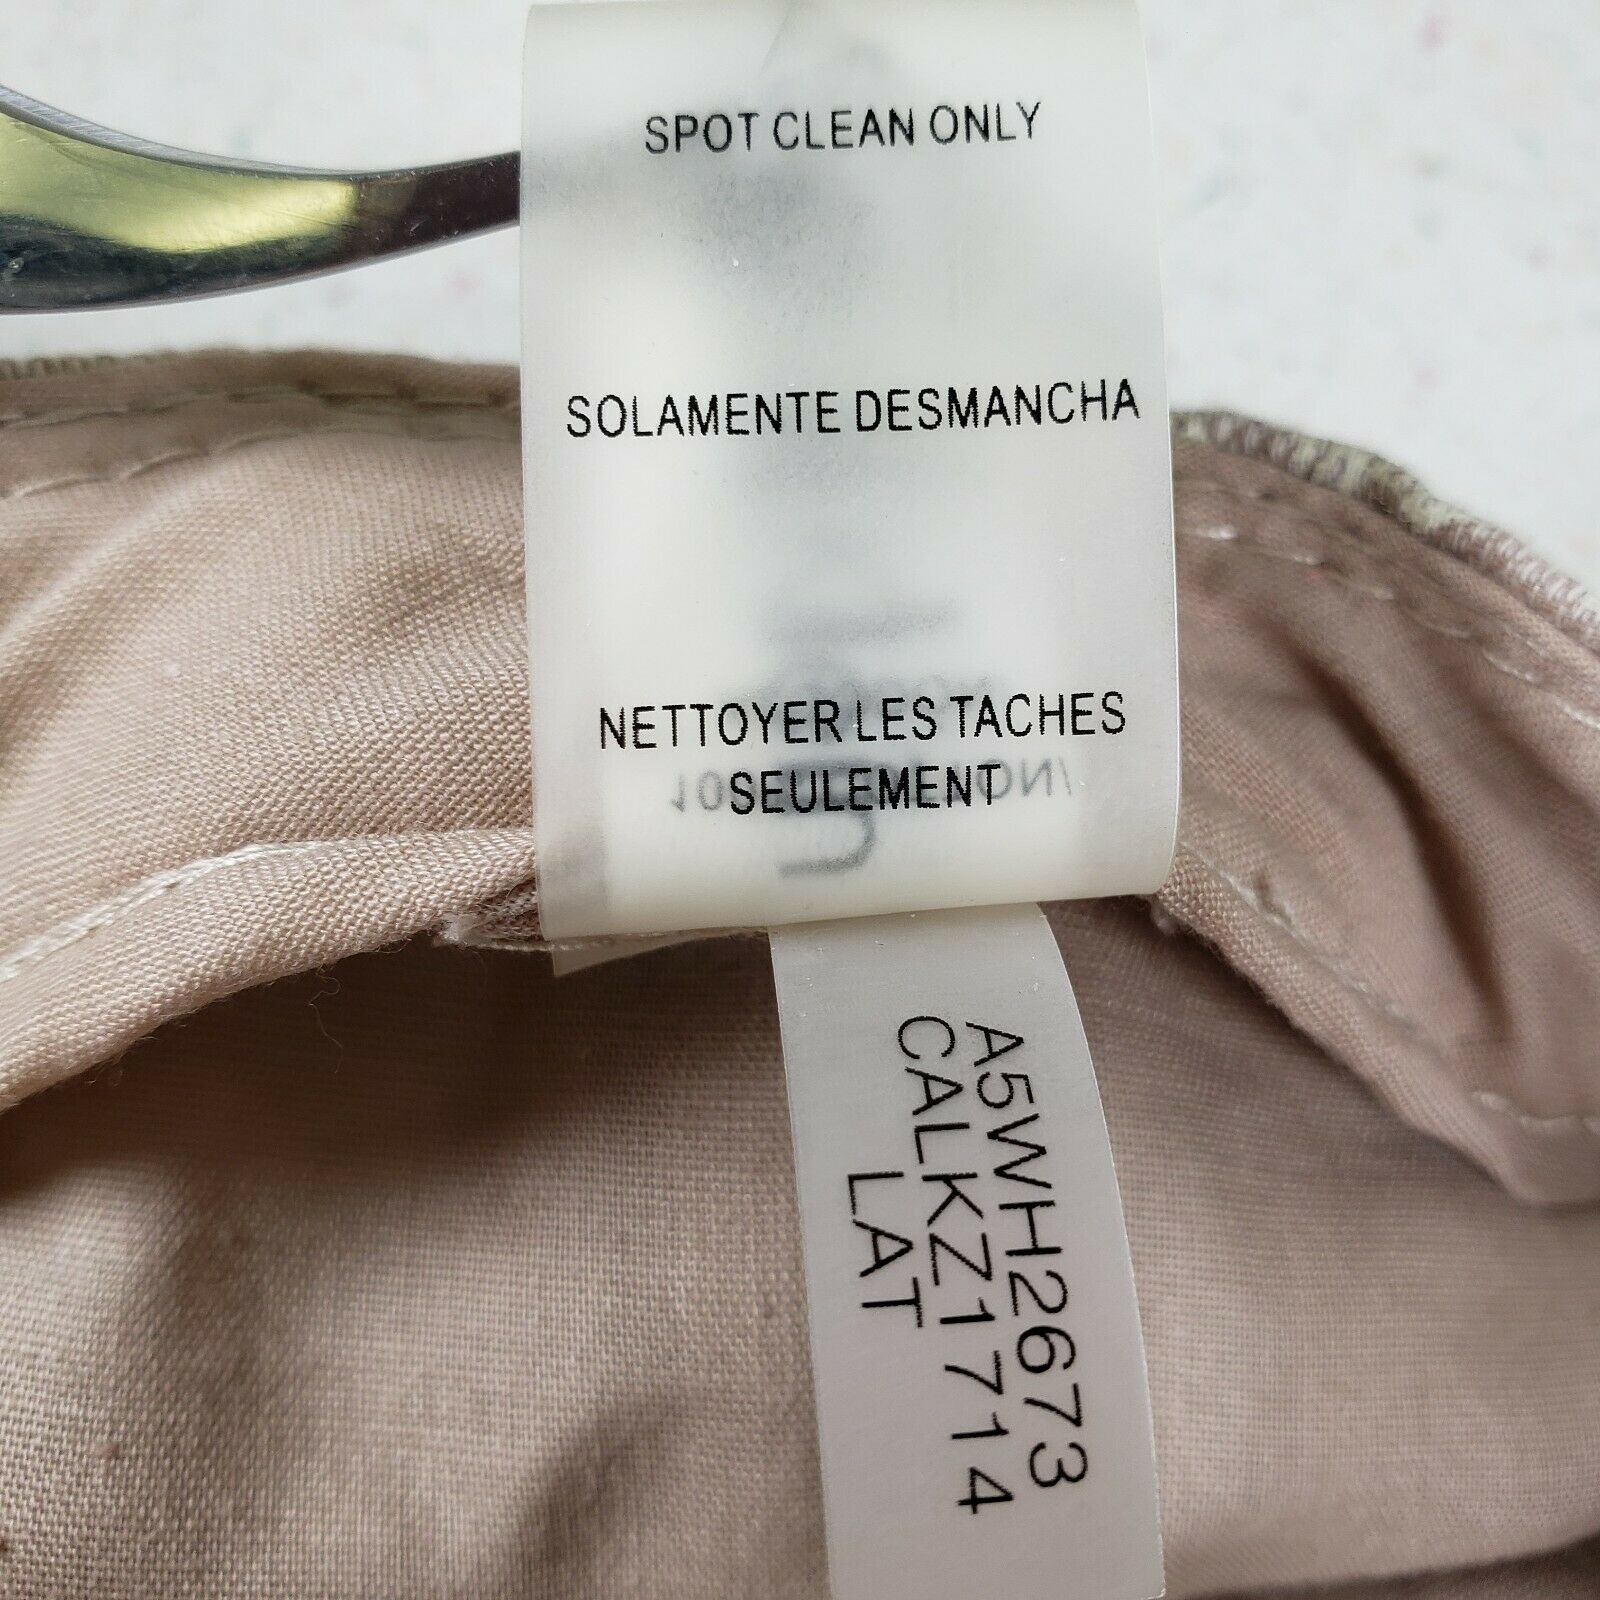 SPOT CLEAN ONLY
SOLAMENTE DESMANCHA
NETTOYER LES TACHES
SEULEMENT
A5WH2673
CALKZ1714
LAT